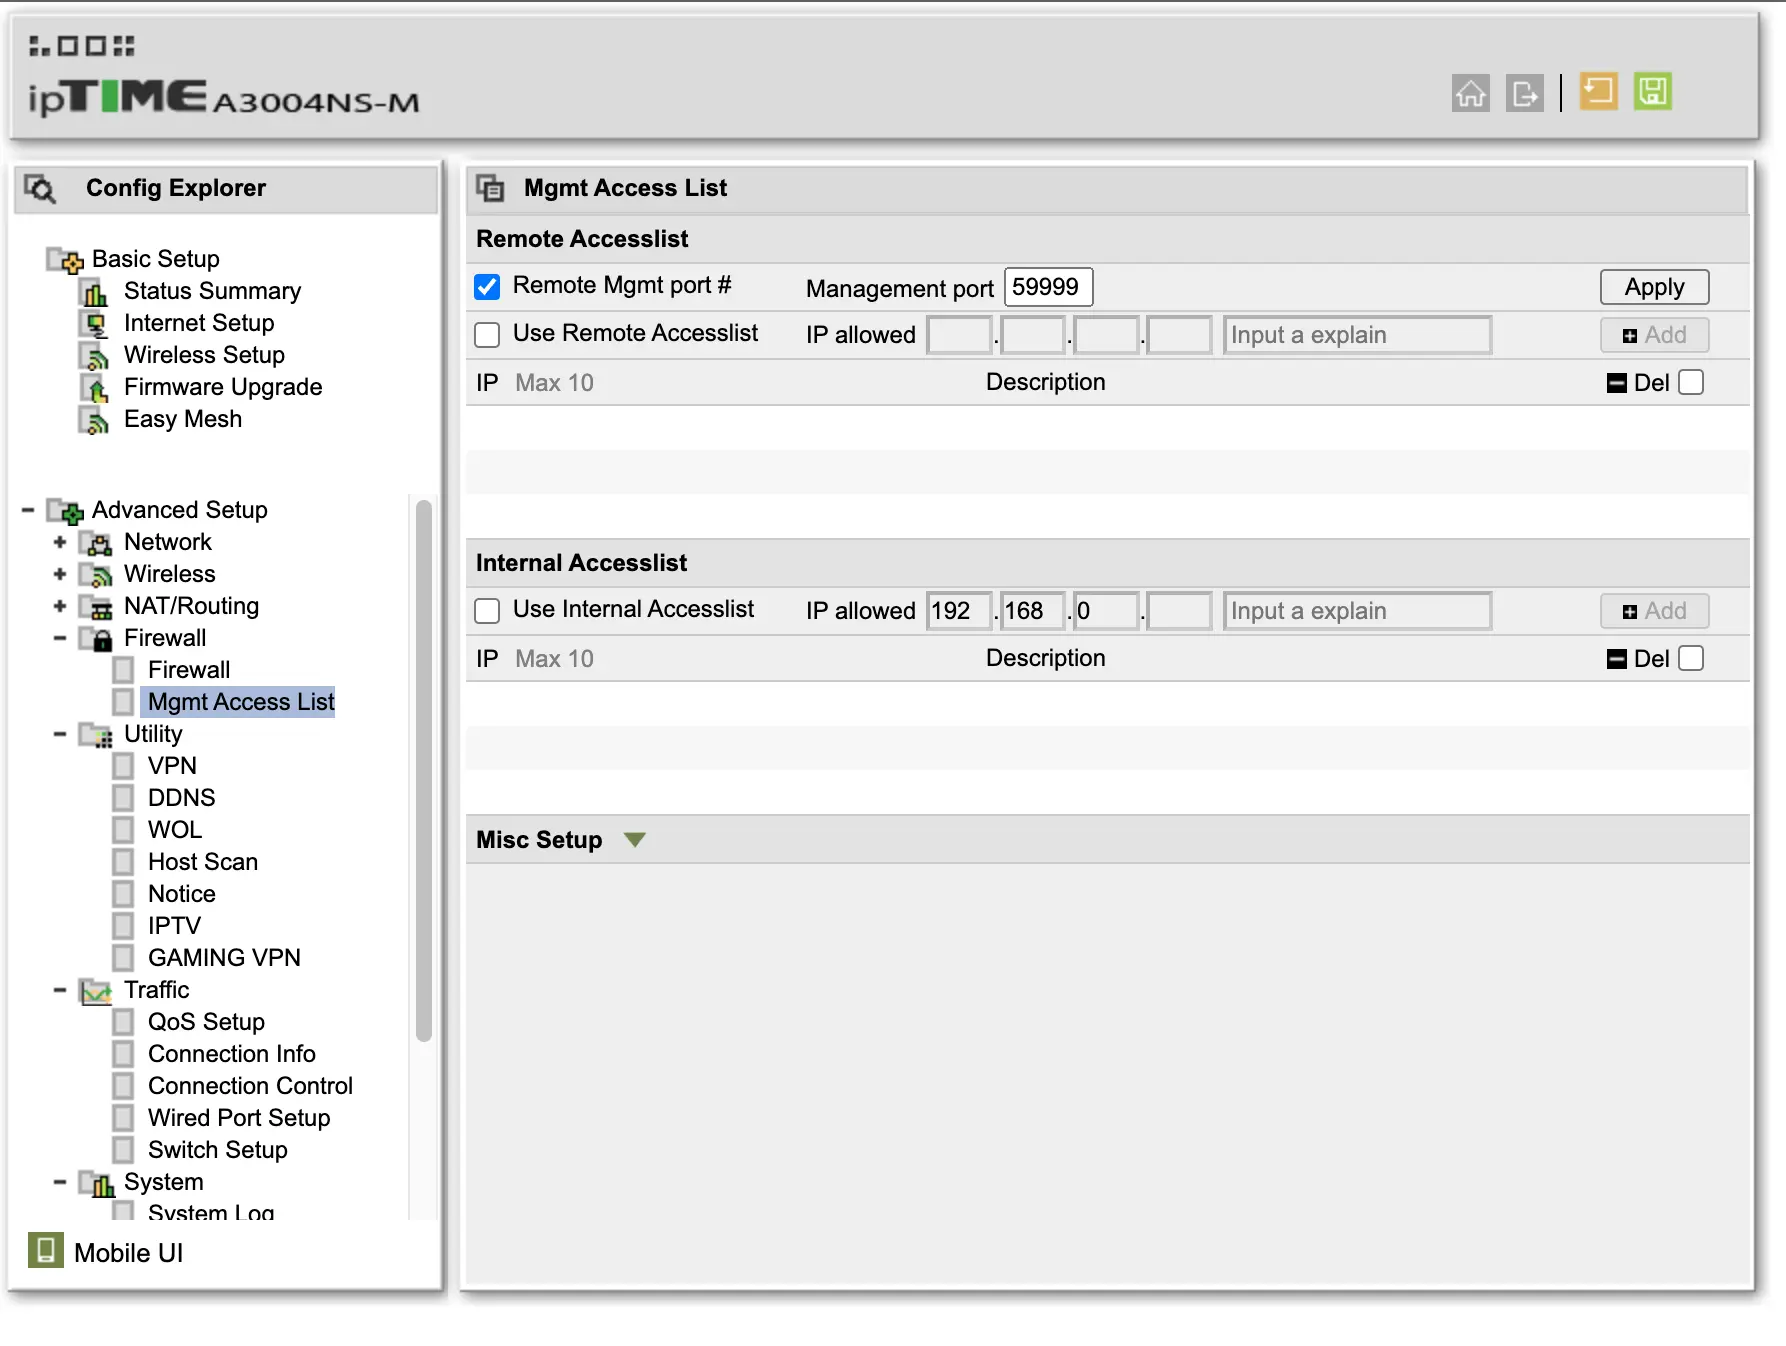 ipTIME A3004NS-M
Config Explorer
Basic Setup
Status Summary
Internet Setup
Wireless Setup
Firmware Upgrade
Easy Mesh
Advanced Setup
Network
Wireless
NAT/Routing
Firewall
Firewall
Mgmt Access List
Utility
VPN
DDNS
WOL
Host Scan
Notice
IPTV
GAMING VPN
Traffic
QoS Setup
Connection Info
Connection Control
Wired Port Setup
Switch Setup
System
System Log
Mobile UI
Mgmt Access List
Remote Accesslist
Remote Mgmt port # Management port 59999 Apply
Use Remote Accesslist IP allowed . . . Input a explain Add
IP Max 10 Description Del
Internal Accesslist
Use Internal Accesslist IP allowed 192 . 168 . 0 . Input a explain Add
IP Max 10 Description Del
Misc Setup